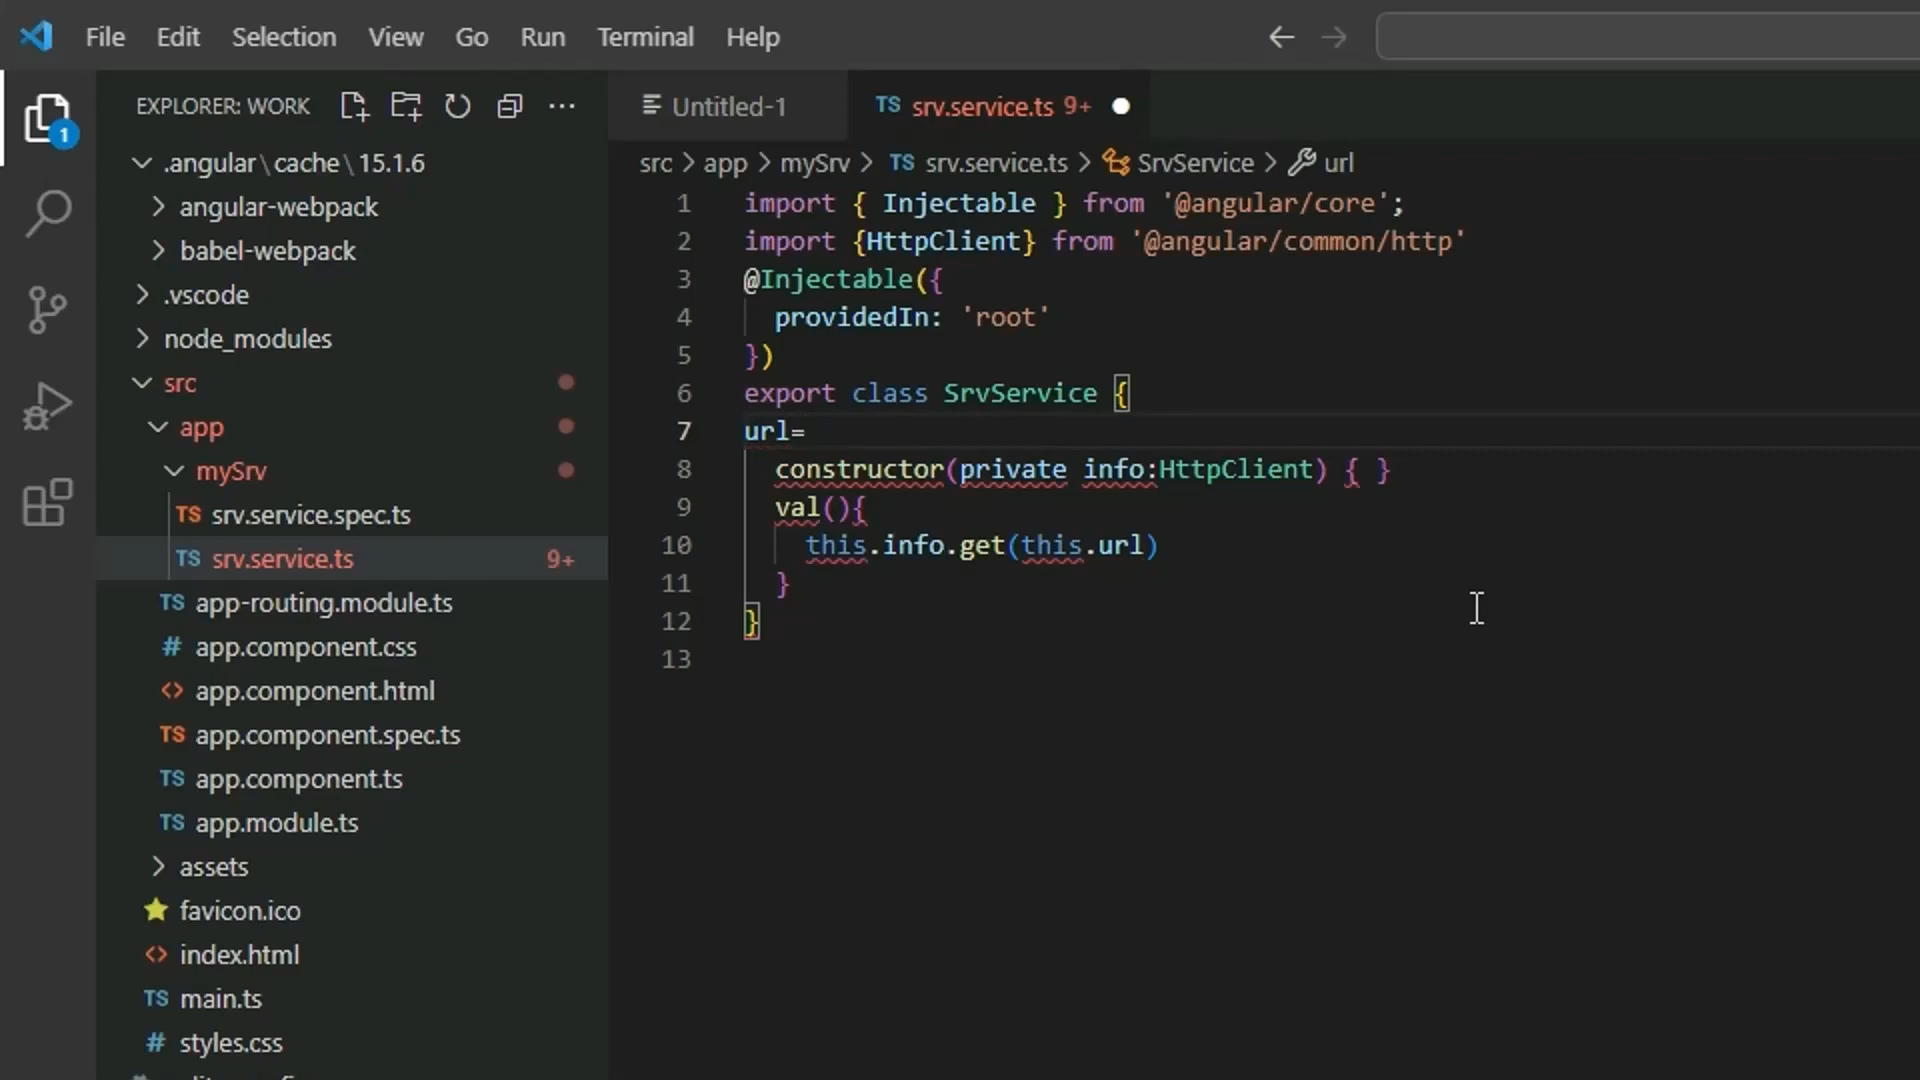 File Edit Selection View Go Run Terminal Help
EXPLORER: WORK
1
.angular\cache\15.1.6
angular-webpack
babel-webpack
.vscode
node_modules
src
app
mySrv
TS srv.service.spec.ts
TS srv.service.ts 9+
TS app-routing.module.ts
# app.component.css
<> app.component.html
TS app.component.spec.ts
TS app.component.ts
TS app.module.ts
assets
favicon.ico
<> index.html
TS main.ts
# styles.css
Untitled-1
TS srv.service.ts 9+
src > app > mySrv > TS srv.service.ts > SrvService > url
1 import { Injectable } from '@angular/core';
2 import {HttpClient} from '@angular/common/http'
3 @Injectable({
4 providedIn: 'root'
5 })
6 export class SrvService {
7 url=
8 constructor(private info:HttpClient) { }
9 val(){
10 this.info.get(this.url)
11 }
12 }
13